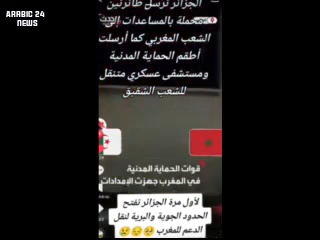 ARABIC 24
NEWS
الجزائر ترسل طائرتين
محملة بالمساعدات إلى
الشعب المغربي كما أرسلت
أطقم الحماية المدنية
ومستشفى عسكري متنقل
للشعب الشقيق
قوات الحماية المدنية
في المغرب جهزت الإمدادات
لأول مرة الجزائر تفتح
الحدود الجوية والبرية لنقل
الدعم للمغرب 🥺😔😢